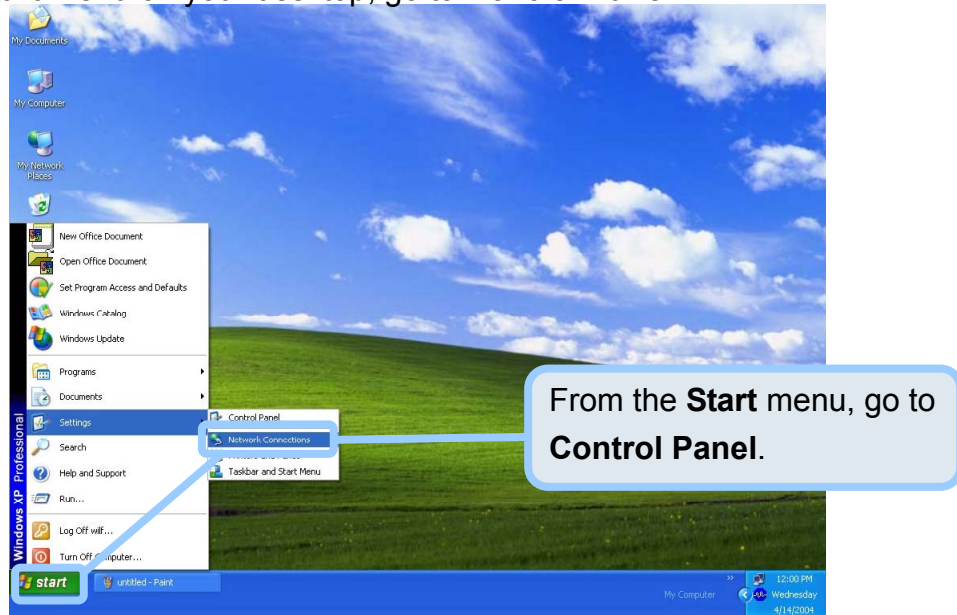 My Documents
My Computer
My Network
Places
New Office Document
Open Office Document
Set Program Access and Defaults
Windows Catalog
Windows Update
Programs
Documents
Settings
Search
Help and Support
Run...
Log Off wilf...
Turn Off Computer...
Windows XP Professional
Control Panel
Network Connections
Taskbar and Start Menu
From the Start menu, go to
Control Panel.
start
untitled - Paint
My Computer
»
12:00 PM
Wednesday
4/14/2004